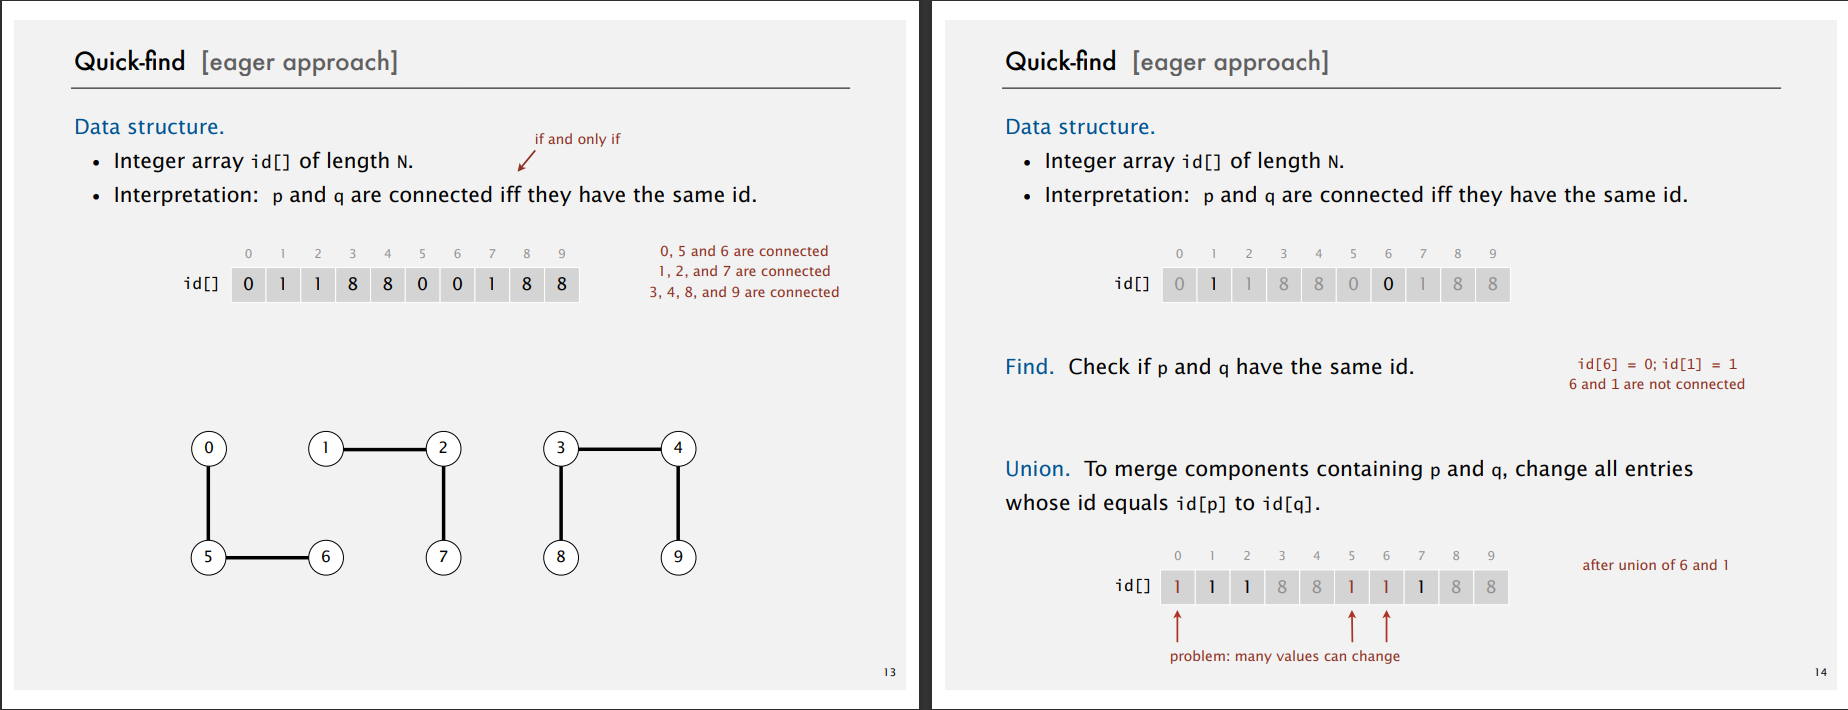 Quick-find [eager approach]
Data structure.
if and only if
• Integer array id[] of length N.
• Interpretation: p and q are connected iff they have the same id.
0 1 2 3 4 5 6 7 8 9
id[] 0 1 1 8 8 0 0 1 8 8
0, 5 and 6 are connected
1, 2, and 7 are connected
3, 4, 8, and 9 are connected
0 1 2 3 4
5 6 7 8 9
13
Quick-find [eager approach]
Data structure.
• Integer array id[] of length N.
• Interpretation: p and q are connected iff they have the same id.
0 1 2 3 4 5 6 7 8 9
id[] 0 1 1 8 8 0 0 1 8 8
Find. Check if p and q have the same id.
id[6] = 0; id[1] = 1
6 and 1 are not connected
Union. To merge components containing p and q, change all entries
whose id equals id[p] to id[q].
0 1 2 3 4 5 6 7 8 9
id[] 1 1 1 8 8 1 1 1 8 8
after union of 6 and 1
problem: many values can change
14